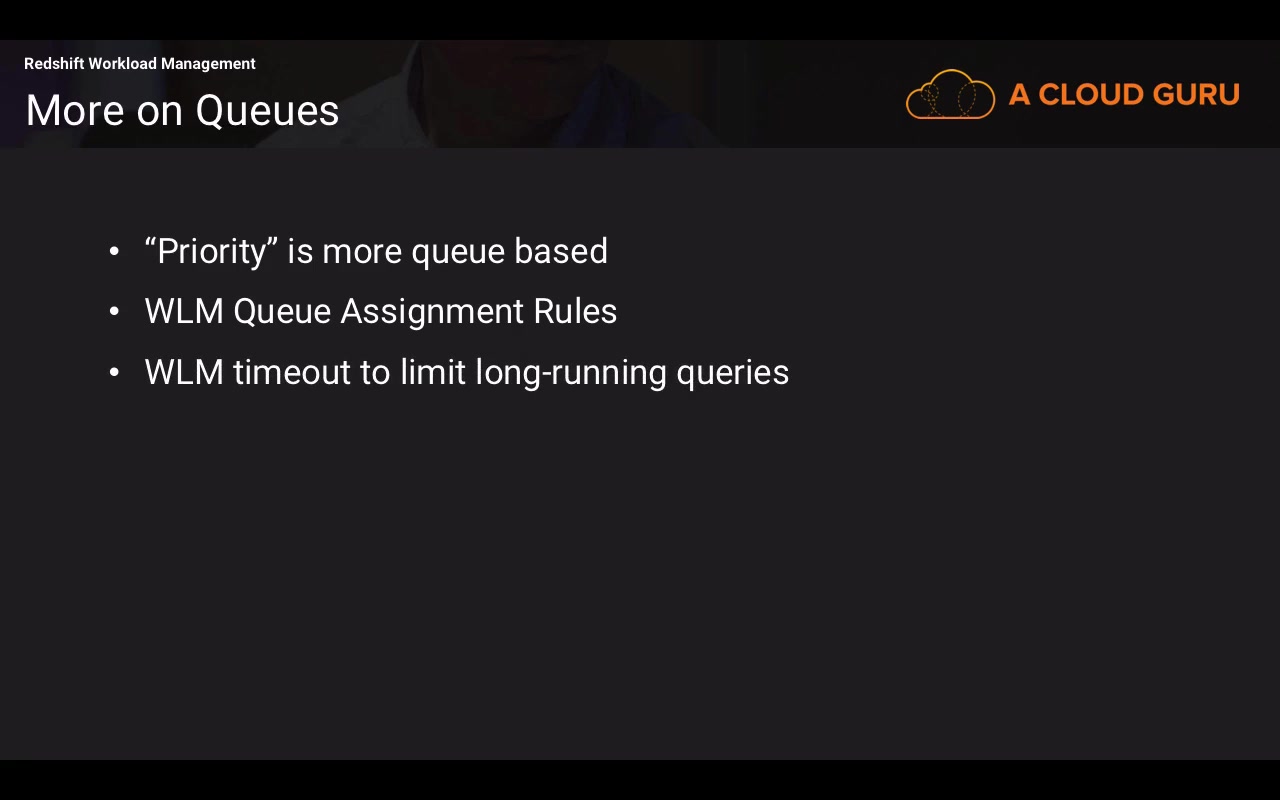 Redshift Workload Management
More on Queues
A CLOUD GURU
• “Priority” is more queue based
• WLM Queue Assignment Rules
• WLM timeout to limit long-running queries